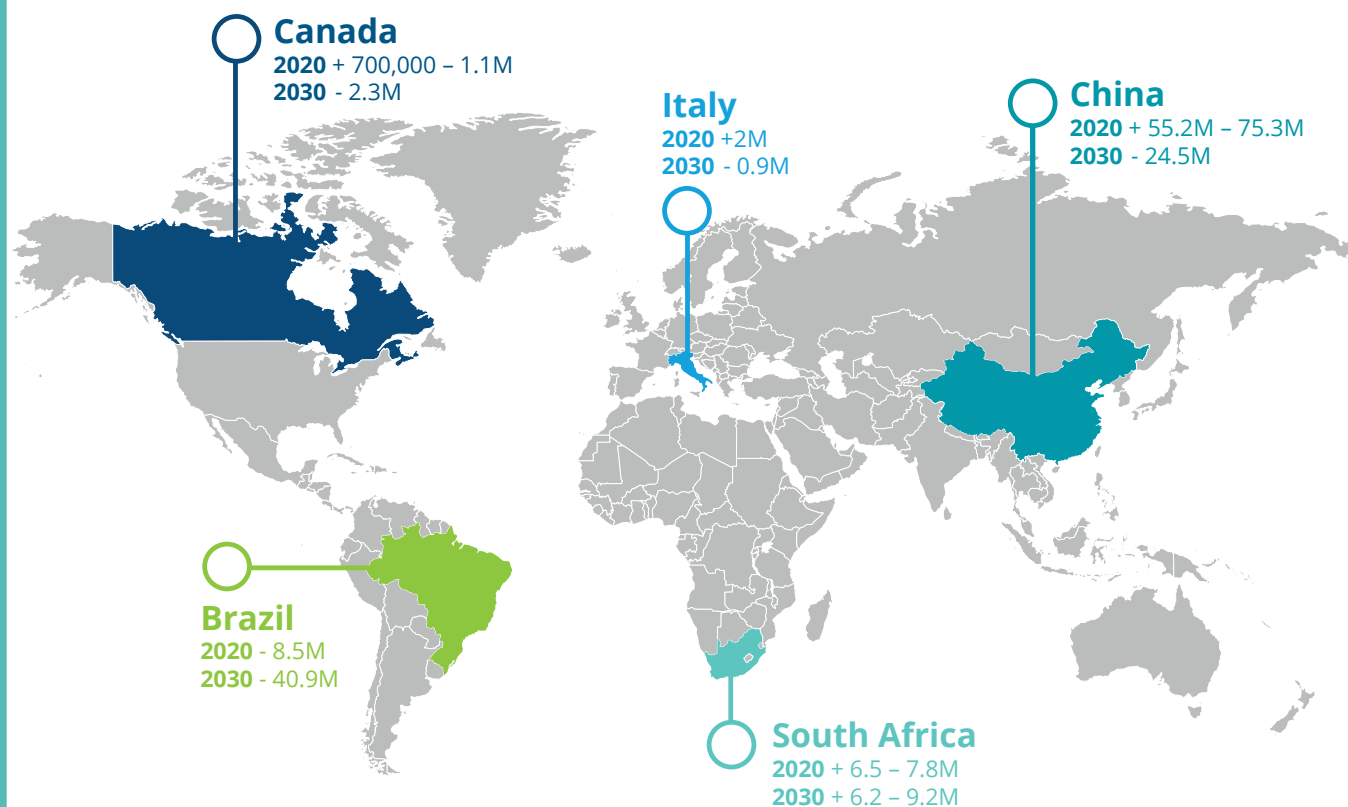 Canada
2020 + 700,000 – 1.1M
2030 - 2.3M
Italy
2020 +2M
2030 - 0.9M
China
2020 + 55.2M – 75.3M
2030 - 24.5M
Brazil
2020 - 8.5M
2030 - 40.9M
South Africa
2020 + 6.5 – 7.8M
2030 + 6.2 – 9.2M